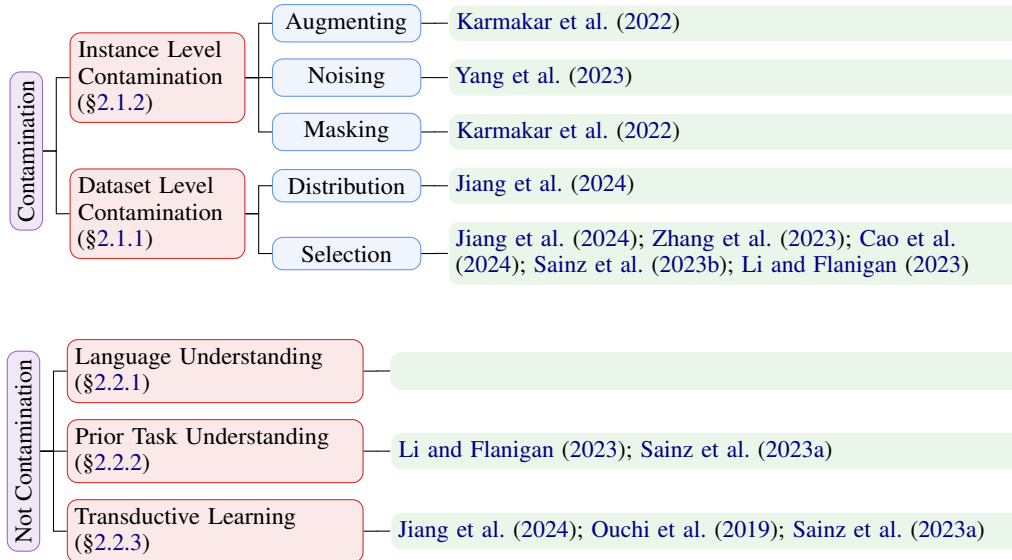 Contamination
Instance Level
Contamination
(§2.1.2)
Augmenting
Karmakar et al. (2022)
Noising
Yang et al. (2023)
Masking
Karmakar et al. (2022)
Dataset Level
Contamination
(§2.1.1)
Distribution
Jiang et al. (2024)
Selection
Jiang et al. (2024); Zhang et al. (2023); Cao et al.
(2024); Sainz et al. (2023b); Li and Flanigan (2023)
Not Contamination
Language Understanding
(§2.2.1)
Prior Task Understanding
(§2.2.2)
Li and Flanigan (2023); Sainz et al. (2023a)
Transductive Learning
(§2.2.3)
Jiang et al. (2024); Ouchi et al. (2019); Sainz et al. (2023a)